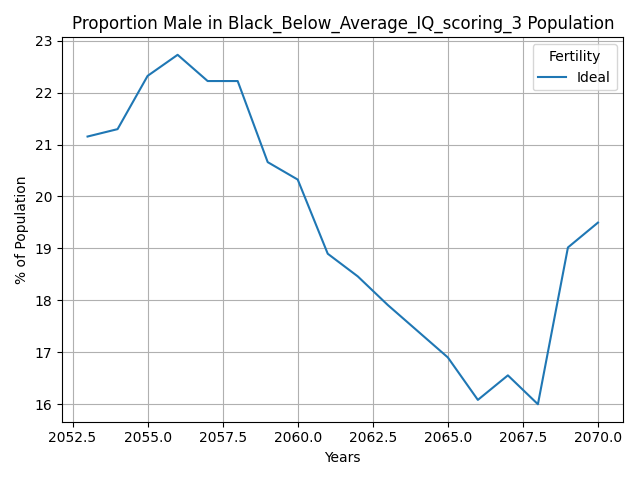 Proportion Male in Black_Below_Average_IQ_scoring_3 Population
Fertility
Ideal
% of Population
23
22
21
20
19
18
17
16
2052.5 2055.0 2057.5 2060.0 2062.5 2065.0 2067.5 2070.0
Years